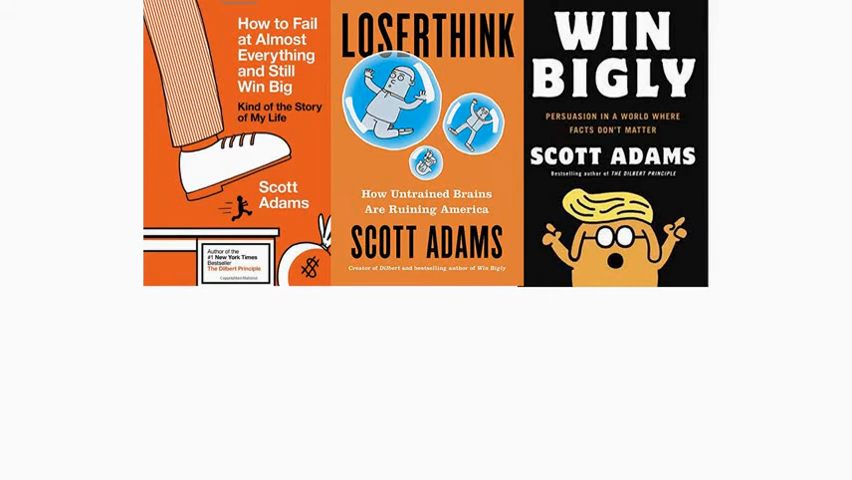 How to Fail
at Almost
Everything
and Still
Win Big
Kind of the Story
of My Life
Scott
Adams
Author of the
#1 New York Times
Bestseller
The Dilbert Principle
LOSERTHINK
How Untrained Brains
Are Ruining America
SCOTT ADAMS
Creator of Dilbert and bestselling author of Win Bigly
WIN
BIGLY
PERSUASION IN A WORLD WHERE
FACTS DON'T MATTER
SCOTT ADAMS
Bestselling author of THE DILBERT PRINCIPLE